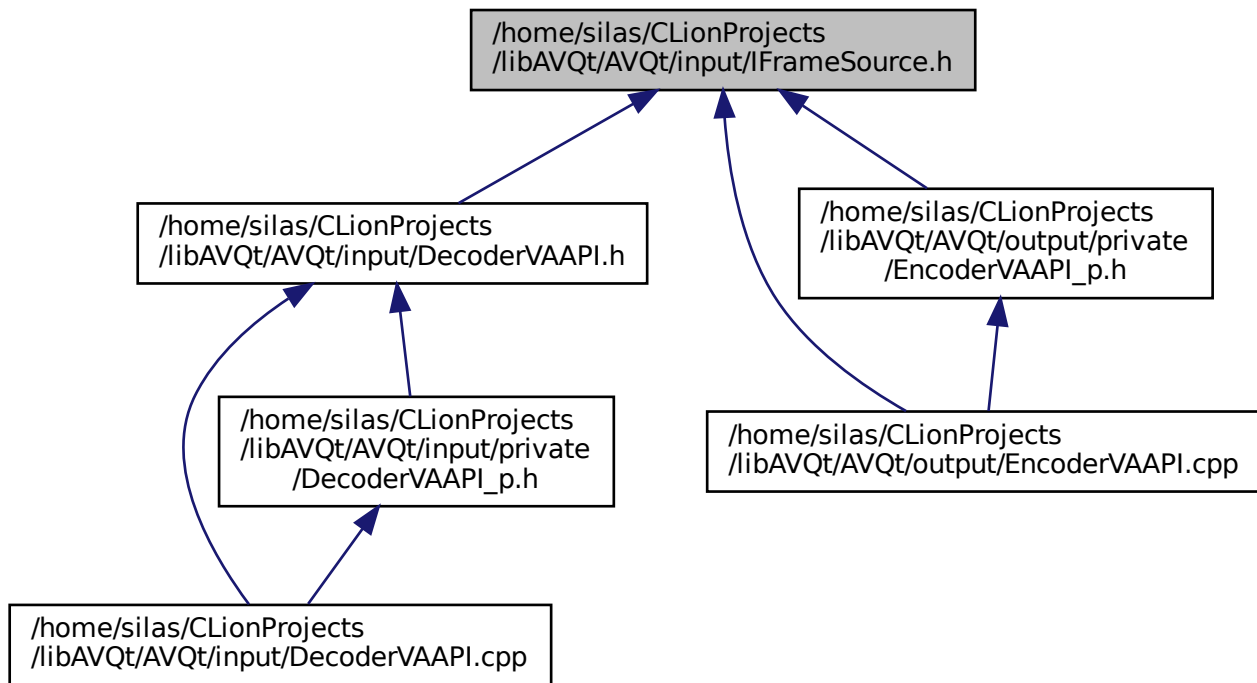 /home/silas/CLionProjects
/libAVQt/AVQt/input/IFrameSource.h
/home/silas/CLionProjects
/libAVQt/AVQt/input/DecoderVAAPI.h
/home/silas/CLionProjects
/libAVQt/AVQt/output/private
/EncoderVAAPI_p.h
/home/silas/CLionProjects
/libAVQt/AVQt/input/private
/DecoderVAAPI_p.h
/home/silas/CLionProjects
/libAVQt/AVQt/output/EncoderVAAPI.cpp
/home/silas/CLionProjects
/libAVQt/AVQt/input/DecoderVAAPI.cpp